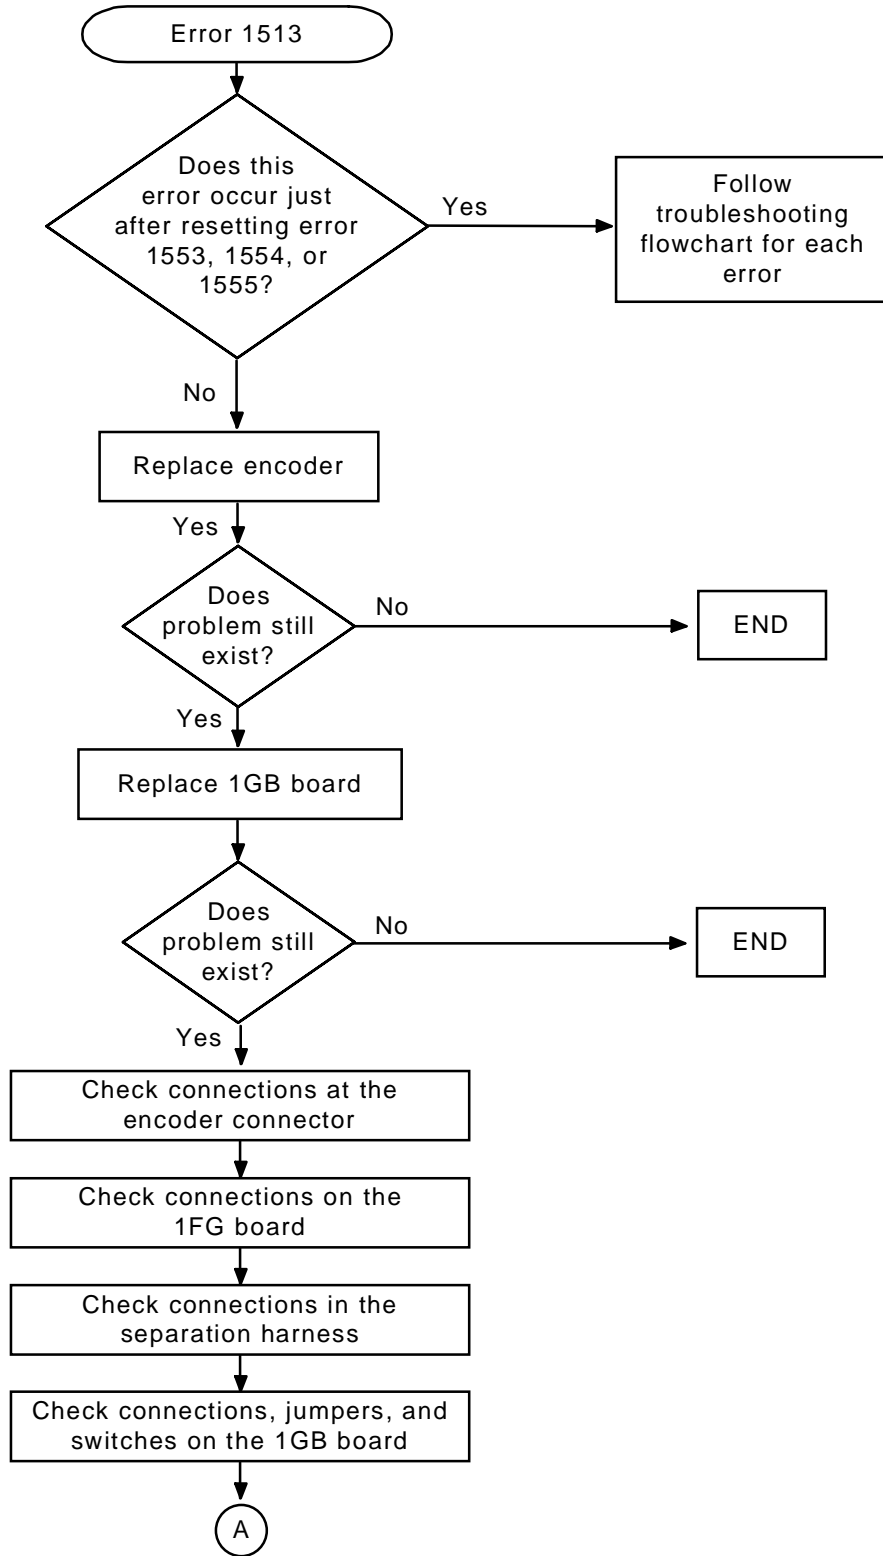 Error 1513
Does this
error occur just
after resetting error
1553, 1554, or
1555?
Yes
Follow
troubleshooting
flowchart for each
error
No
Replace encoder
Yes
Does
problem still
exist?
No
END
Yes
Replace 1GB board
Does
problem still
exist?
No
END
Yes
Check connections at the
encoder connector
Check connections on the
1FG board
Check connections in the
separation harness
Check connections, jumpers, and
switches on the 1GB board
A